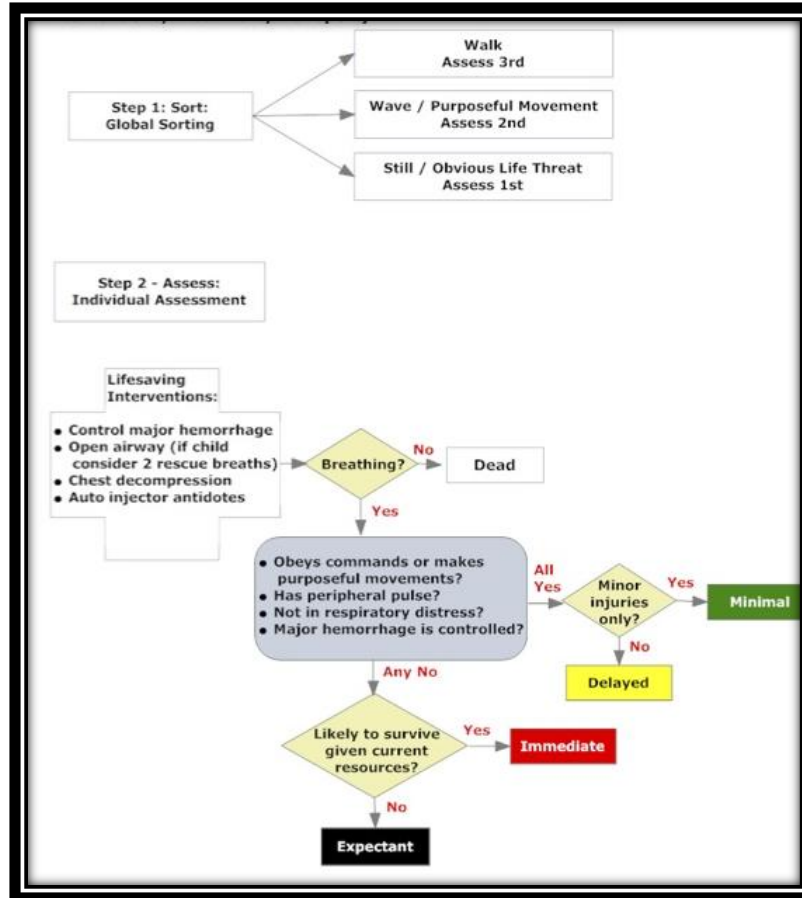 Walk
Assess 3rd
Step 1: Sort:
Global Sorting
Wave / Purposeful Movement
Assess 2nd
Still / Obvious Life Threat
Assess 1st
Step 2 - Assess:
Individual Assessment
Lifesaving
Interventions:
• Control major hemorrhage
• Open airway (if child
consider 2 rescue breaths)
• Chest decompression
• Auto injector antidotes
Breathing?
No
Dead
Yes
• Obeys commands or makes
purposeful movements?
• Has peripheral pulse?
• Not in respiratory distress?
• Major hemorrhage is controlled?
All
Yes
Minor
injuries
only?
Yes
Minimal
No
Delayed
Any No
Likely to survive
given current
resources?
Yes
Immediate
No
Expectant